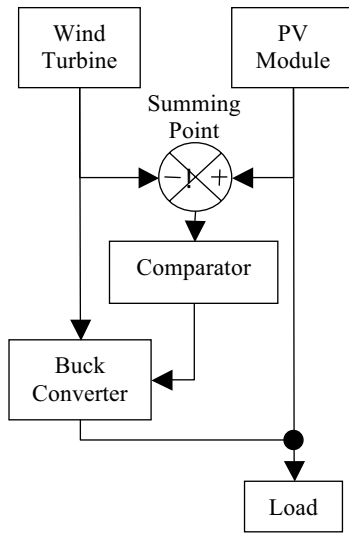 Wind
Turbine
PV
Module
Summing
Point
− ! +
Comparator
Buck
Converter
Load